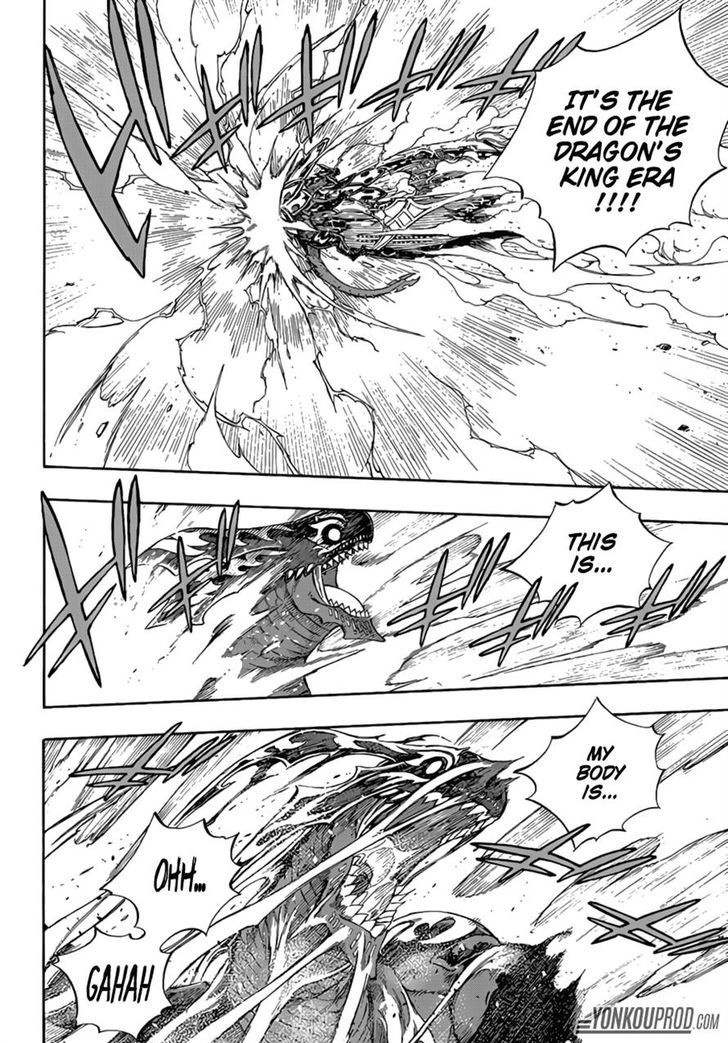 IT'S THE
END OF THE
DRAGON'S
KING ERA
!!!!
THIS
IS...
MY
BODY
IS...
OHH...
GAHAH
YONKOUPROD.COM